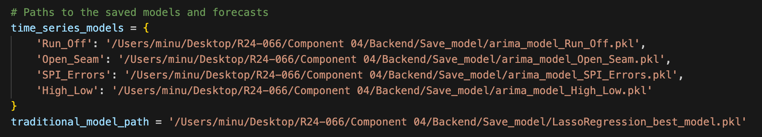 # Paths to the saved models and forecasts
time_series_models = {
    'Run_Off': '/Users/minu/Desktop/R24-066/Component 04/Backend/Save_model/arima_model_Run_Off.pkl',
    'Open_Seam': '/Users/minu/Desktop/R24-066/Component 04/Backend/Save_model/arima_model_Open_Seam.pkl',
    'SPI_Errors': '/Users/minu/Desktop/R24-066/Component 04/Backend/Save_model/arima_model_SPI_Errors.pkl',
    'High_Low': '/Users/minu/Desktop/R24-066/Component 04/Backend/Save_model/arima_model_High_Low.pkl'
}
traditional_model_path = '/Users/minu/Desktop/R24-066/Component 04/Backend/Save_model/LassoRegression_best_model.pkl'